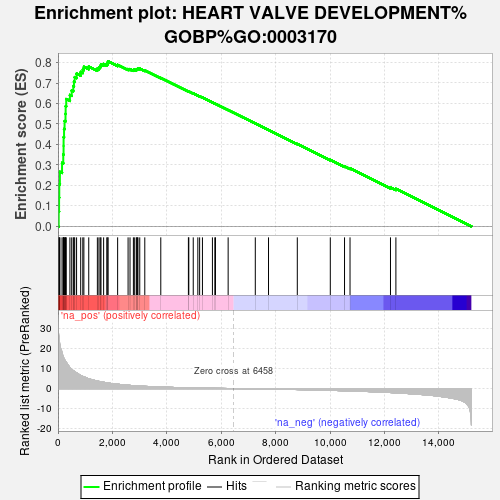 Enrichment plot: HEART VALVE DEVELOPMENT%
GOBP%GO:0003170
Enrichment score (ES)
0.8
0.7
0.6
0.5
0.4
0.3
0.2
0.1
0.0
Ranked list metric (PreRanked)
'na_pos' (positively correlated)
30
20
10
0
-10
-20
Zero cross at 6458
'na_neg' (negatively correlated)
0
2,000
4,000
6,000
8,000
10,000
12,000
14,000
Rank in Ordered Dataset
Enrichment profile
Hits
Ranking metric scores